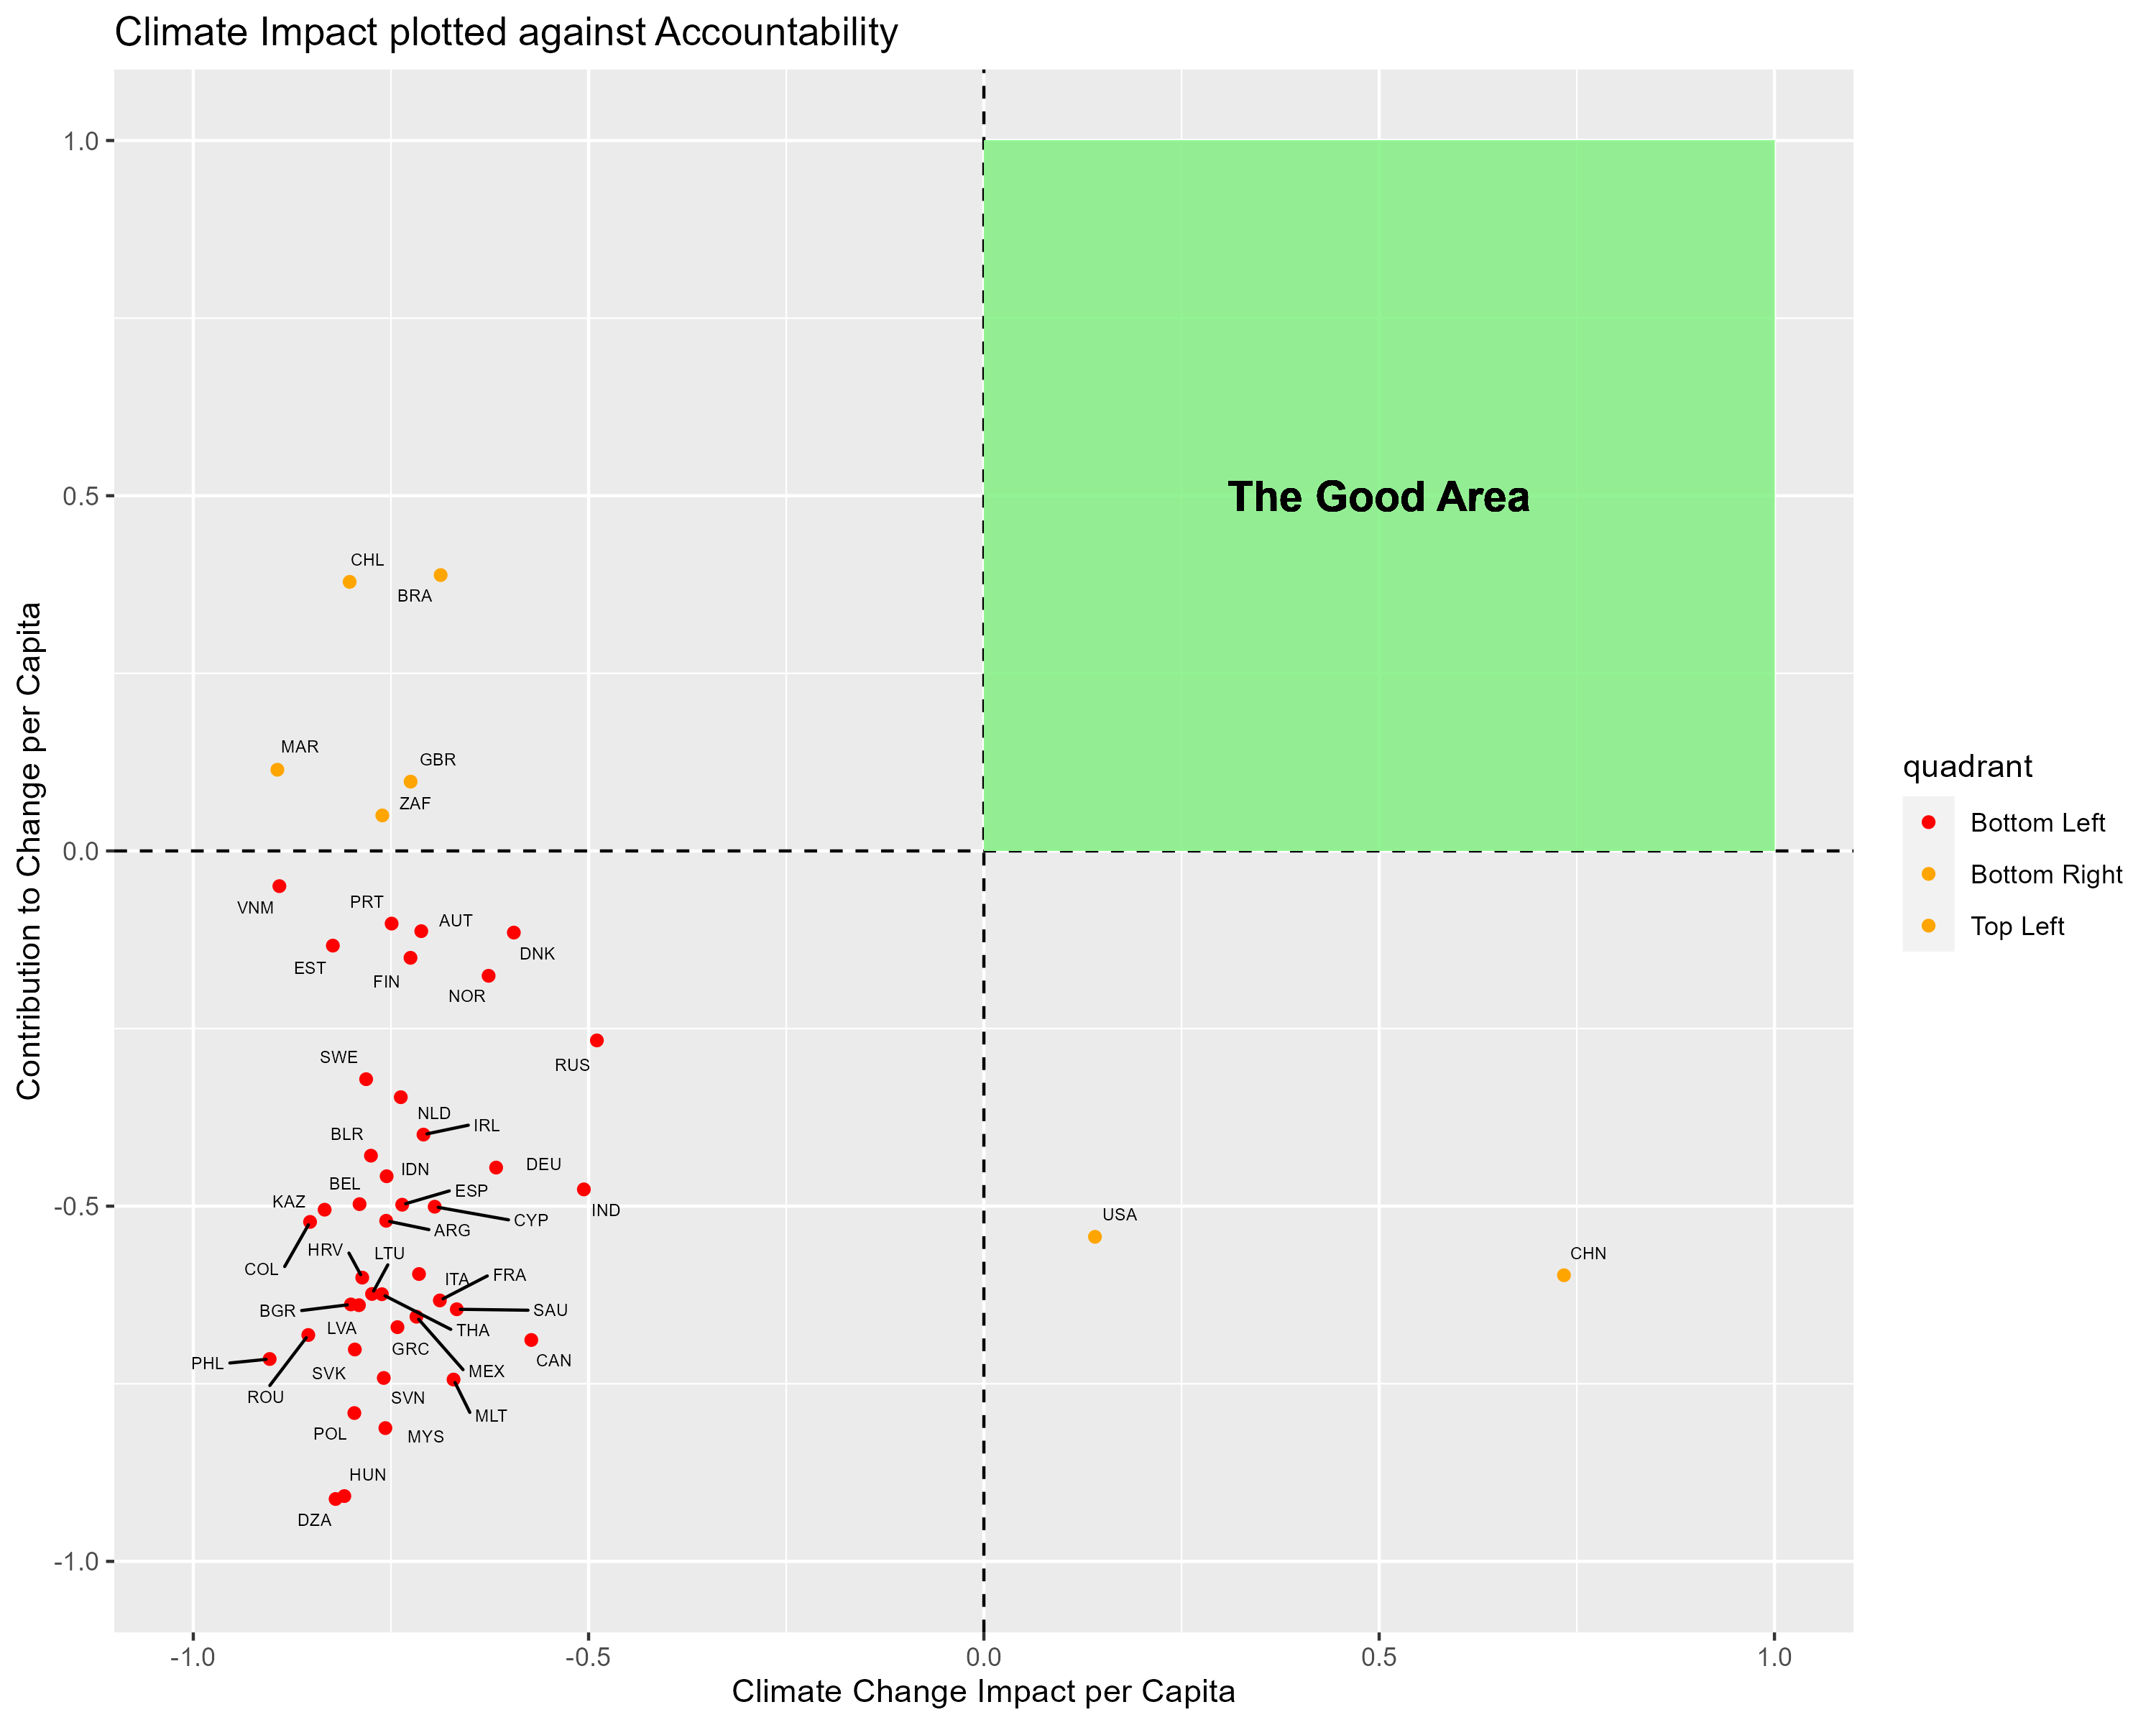 Climate Impact plotted against Accountability
1.0
0.5
0.0
-0.5
-1.0
Contribution to Change per Capita
The Good Area
CHL
BRA
MAR
GBR
ZAF
VNM
PRT
AUT
EST
DNK
FIN
NOR
RUS
SWE
NLD
IRL
BLR
DEU
IDN
BEL
ESP
KAZ
IND
CYP
USA
ARG
HRV
LTU
CHN
COL
ITA
FRA
BGR
SAU
LVA
THA
GRC
CAN
PHL
SVK
MEX
ROU
SVN
MLT
POL
MYS
HUN
DZA
-1.0
-0.5
0.0
0.5
1.0
Climate Change Impact per Capita
quadrant
Bottom Left
Bottom Right
Top Left